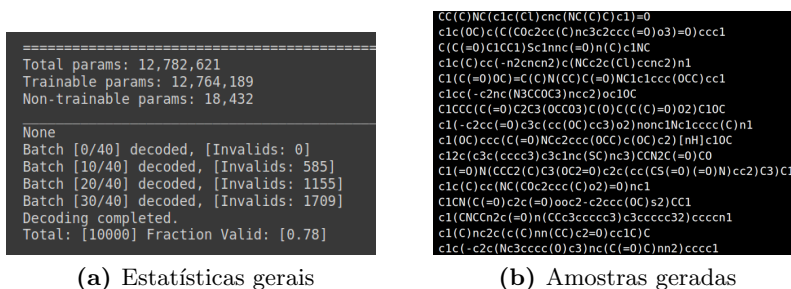 Total params: 12,782,621
Trainable params: 12,764,189
Non-trainable params: 18,432
None
Batch [0/40] decoded, [Invalids: 0]
Batch [10/40] decoded, [Invalids: 585]
Batch [20/40] decoded, [Invalids: 1155]
Batch [30/40] decoded, [Invalids: 1709]
Decoding completed.
Total: [10000] Fraction Valid: [0.78]
(a) Estatísticas gerais
CC(C)NC(c1c(Cl)cnc(NC(C)C)c1)=O
c1c(OC)c(C(COc2cc(C)nc3c2ccc(=O)o3)=O)ccc1
C(C(=O)C1CC1)Sc1nnc(=O)n(C)c1NC
c1c(C)cc(-n2cncn2)c(NCc2c(Cl)ccnc2)n1
C1(C(=O)OC)=C(C)N(CC)C(=O)NC1c1ccc(OCC)cc1
c1cc(-c2nc(N3CCOC3)ncc2)oc1OC
C1CCC(C(=O)C2C3(OCCO3)C(O)C(C(C)=O)O2)C1OC
c1(-c2cc(=O)c3c(cc(OC)cc3)o2)nonc1Nc1cccc(C)n1
c1(OC)ccc(C(=O)NCc2ccc(OCC)c(OC)c2)[nH]c1OC
c12c(c3c(cccc3)c3c1nc(SC)nc3)CCN2C(=O)CO
C1(=O)N(CCC2(C)C3(OC2=O)c2c(cc(CS(=O)(=O)N)cc2)C3)C1
c1c(C)cc(NC(COc2ccc(C)o2)=O)nc1
C1CN(C(=O)c2c(=O)ooc2-c2ccc(OC)s2)CC1
c1(CNCCn2c(=O)n(CCc3ccccc3)c3ccccc32)ccccn1
c1(C)nc2c(c(C)nn(CC)c2=O)cc1C)C
c1c(-c2c(Nc3cccc(O)c3)nc(C(=O)C)nn2)cccc1
(b) Amostras geradas